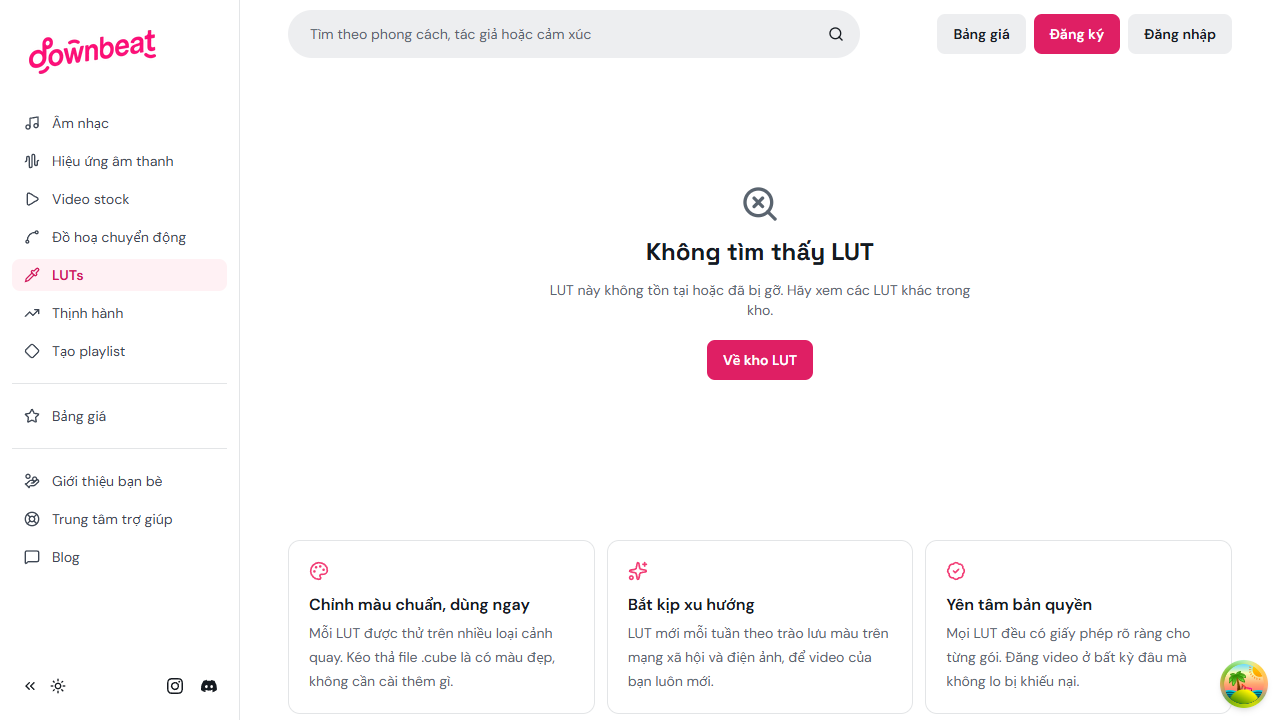 downbeat
Tìm theo phong cách, tác giả hoặc cảm xúc
Bảng giá
Đăng ký
Đăng nhập
Âm nhạc
Hiệu ứng âm thanh
Video stock
Đồ hoạ chuyển động
LUTs
Thịnh hành
Tạo playlist
Bảng giá
Giới thiệu bạn bè
Trung tâm trợ giúp
Blog
Không tìm thấy LUT
LUT này không tồn tại hoặc đã bị gỡ. Hãy xem các LUT khác trong
kho.
Về kho LUT
Chỉnh màu chuẩn, dùng ngay
Mỗi LUT được thử trên nhiều loại cảnh
quay. Kéo thả file .cube là có màu đẹp,
không cần cài thêm gì.
Bắt kịp xu hướng
LUT mới mỗi tuần theo trào lưu màu trên
mạng xã hội và điện ảnh, để video của
bạn luôn mới.
Yên tâm bản quyền
Mọi LUT đều có giấy phép rõ ràng cho
từng gói. Đăng video ở bất kỳ đâu mà
không lo bị khiếu nại.